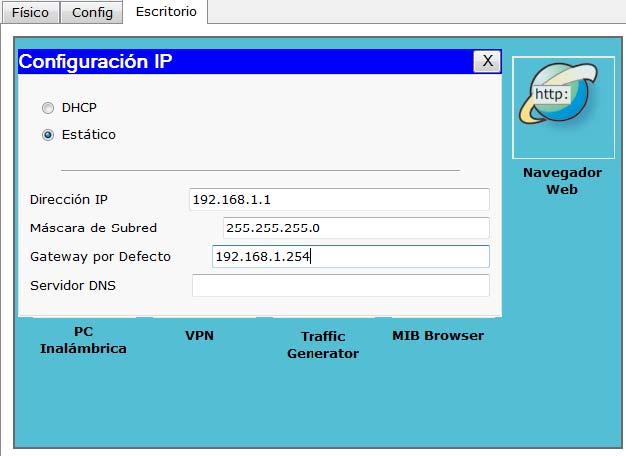 Físico Config Escritorio
Configuración IP X
DHCP
Estático
http:
Navegador
Web
Dirección IP 192.168.1.1
Máscara de Subred 255.255.255.0
Gateway por Defecto 192.168.1.254
Servidor DNS
PC
Inalámbrica
VPN
Traffic
Generator
MIB Browser